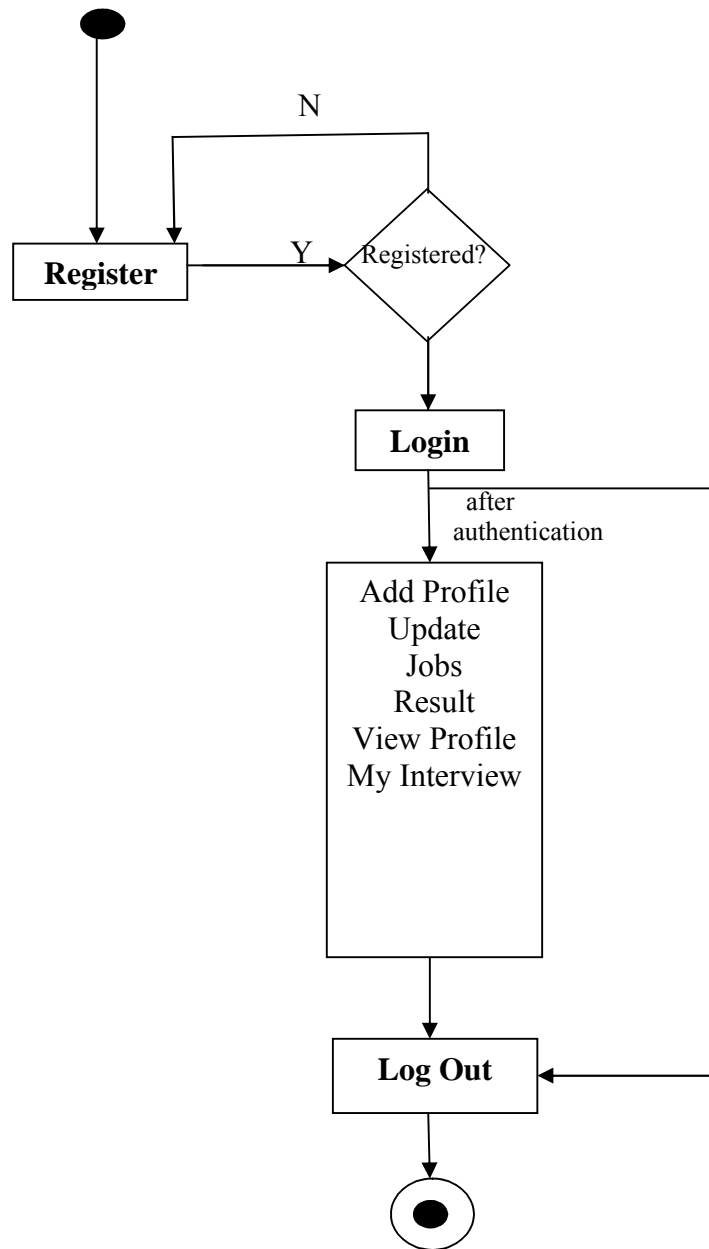 N
Register
Y
Registered?
Login
after
authentication
Add Profile
Update
Jobs
Result
View Profile
My Interview
Log Out